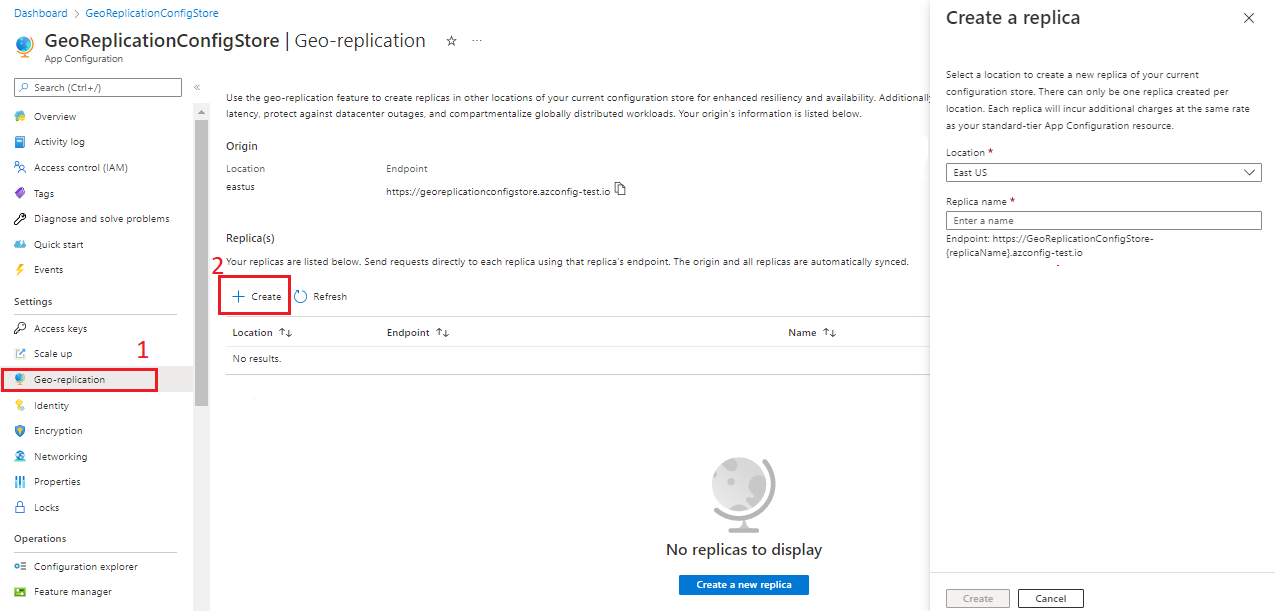 Dashboard > GeoReplicationConfigStore
GeoReplicationConfigStore | Geo-replication
App Configuration
Search (Ctrl+/)
Overview
Activity log
Access control (IAM)
Tags
Diagnose and solve problems
Quick start
Events
Settings
Access keys
Scale up
1
Geo-replication
Identity
Encryption
Networking
Properties
Locks
Operations
Configuration explorer
Feature manager
Use the geo-replication feature to create replicas in other locations of your current configuration store for enhanced resiliency and availability. Additionally
latency, protect against datacenter outages, and compartmentalize globally distributed workloads. Your origin's information is listed below.
Origin
Location Endpoint
eastus https://georeplicationconfigstore.azconfig-test.io
Replica(s)
2
Your replicas are listed below. Send requests directly to each replica using that replica's endpoint. The origin and all replicas are automatically synced.
Create Refresh
Location Endpoint Name
No results.
No replicas to display
Create a new replica
Create a replica
Select a location to create a new replica of your current
configuration store. There can only be one replica created per
location. Each replica will incur additional charges at the same rate
as your standard-tier App Configuration resource.
Location *
East US
Replica name *
Enter a name
Endpoint: https://GeoReplicationConfigStore-
{replicaName}.azconfig-test.io
Create Cancel